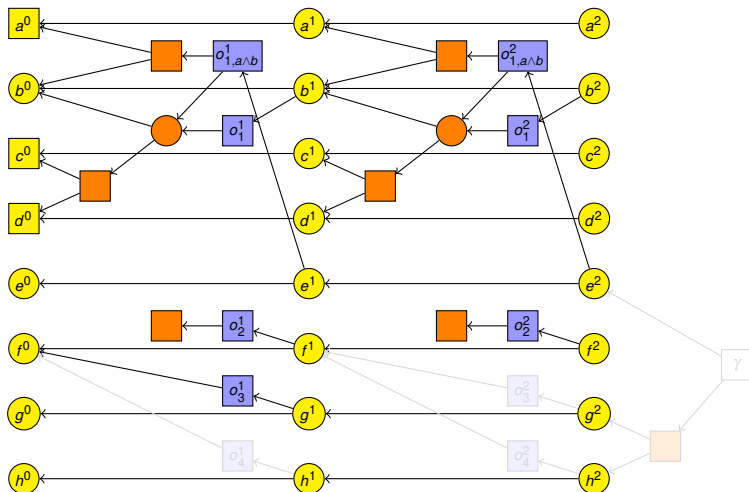 a⁰ a¹ a²
o¹₁,ₐ∧b o²₁,ₐ∧b
b⁰ b¹ b²
o¹₁ o²₁
c⁰ c¹ c²
d⁰ d¹ d²
e⁰ e¹ e²
o¹₂ o²₂
f⁰ f¹ f²
γ
o¹₃ o²₃
g⁰ g¹ g²
o¹₄ o²₄
h⁰ h¹ h²